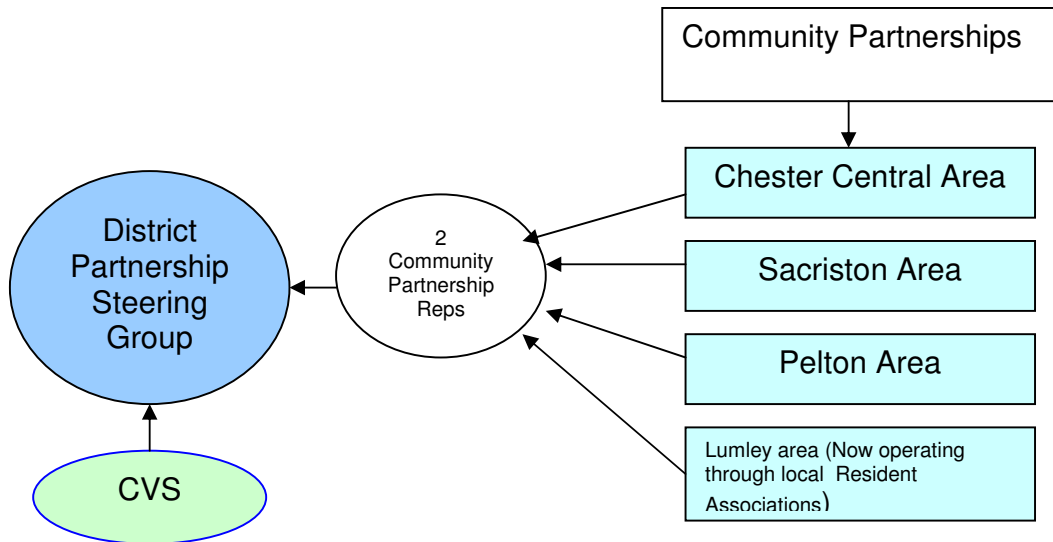 Community Partnerships
Chester Central Area
District
Partnership
Steering
Group
2
Community
Partnership
Reps
Sacriston Area
Pelton Area
Lumley area (Now operating
through local Resident
Associations)
CVS